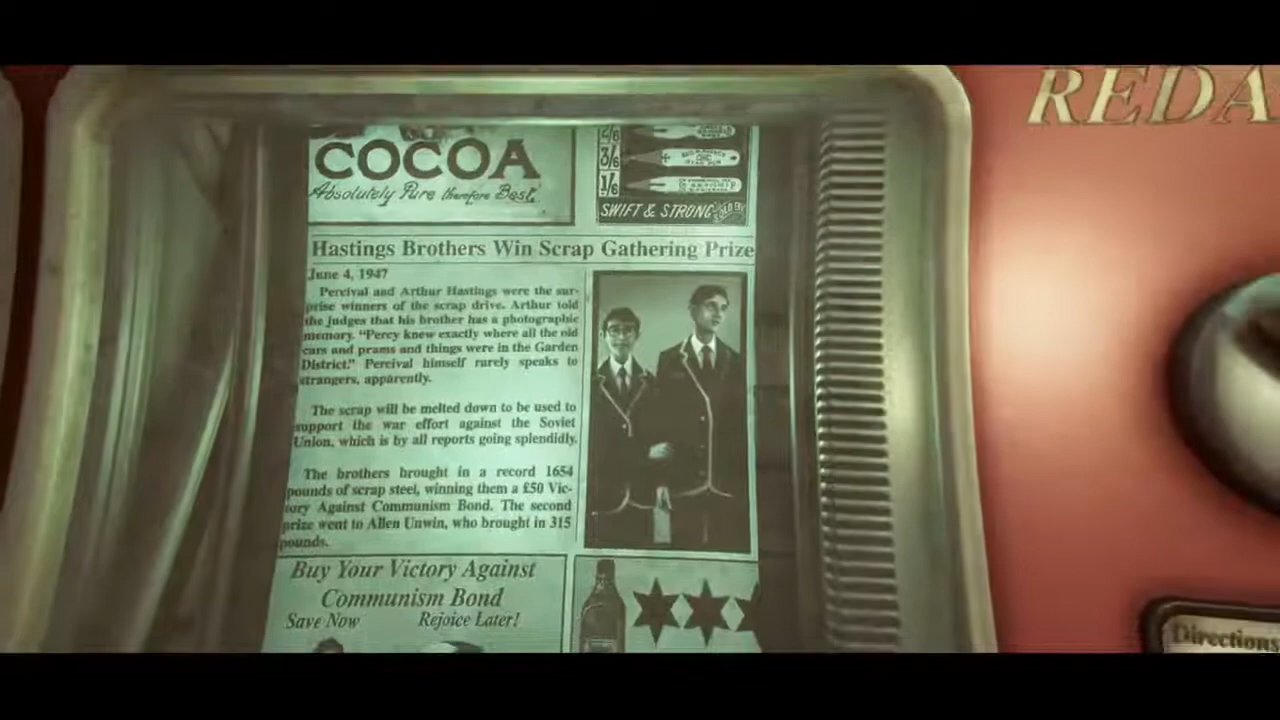 REDA
COCOA
Absolutely Pure therefore Best.
2/6
3/6
1/6
SWIFT & STRONG
Hastings Brothers Win Scrap Gathering Prize
June 4, 1947
Percival and Arthur Hastings were the sur-
prise winners of the scrap drive. Arthur told
the judges that his brother has a photographic
memory. “Percy knew exactly where all the old
cars and prams and things were in the Garden
District.” Percival himself rarely speaks to
strangers, apparently.
The scrap will be melted down to be used to
support the war effort against the Soviet
Union, which is by all reports going splendidly.
The brothers brought in a record 1654
pounds of scrap steel, winning them a £50 Vic-
tory Against Communism Bond. The second
prize went to Allen Unwin, who brought in 315
pounds.
Buy Your Victory Against
Communism Bond
Save Now Rejoice Later!
Directions